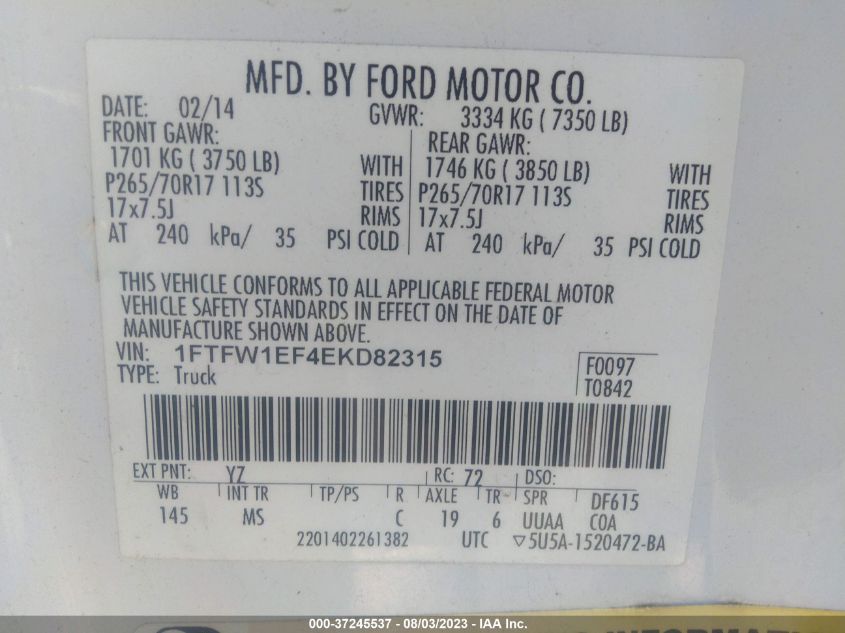 MFD. BY FORD MOTOR CO.
DATE: 02/14 GVWR: 3334 KG ( 7350 LB)
FRONT GAWR: REAR GAWR:
1701 KG ( 3750 LB) WITH 1746 KG ( 3850 LB) WITH
P265/70R17 113S TIRES P265/70R17 113S TIRES
17x7.5J RIMS 17x7.5J RIMS
AT 240 kPa/ 35 PSI COLD AT 240 kPa/ 35 PSI COLD
THIS VEHICLE CONFORMS TO ALL APPLICABLE FEDERAL MOTOR
VEHICLE SAFETY STANDARDS IN EFFECT ON THE DATE OF
MANUFACTURE SHOWN ABOVE.
VIN: 1FTFW1EF4EKD82315 F0097
TYPE: Truck T0842
EXT PNT: YZ RC: 72 DSO:
WB INT TR TP/PS R AXLE TR SPR DF615
145 MS C 19 6 UUAA COA
2201402261382 UTC ▽5U5A-1520472-BA
000-37245537 - 08/03/2023 - IAA Inc.